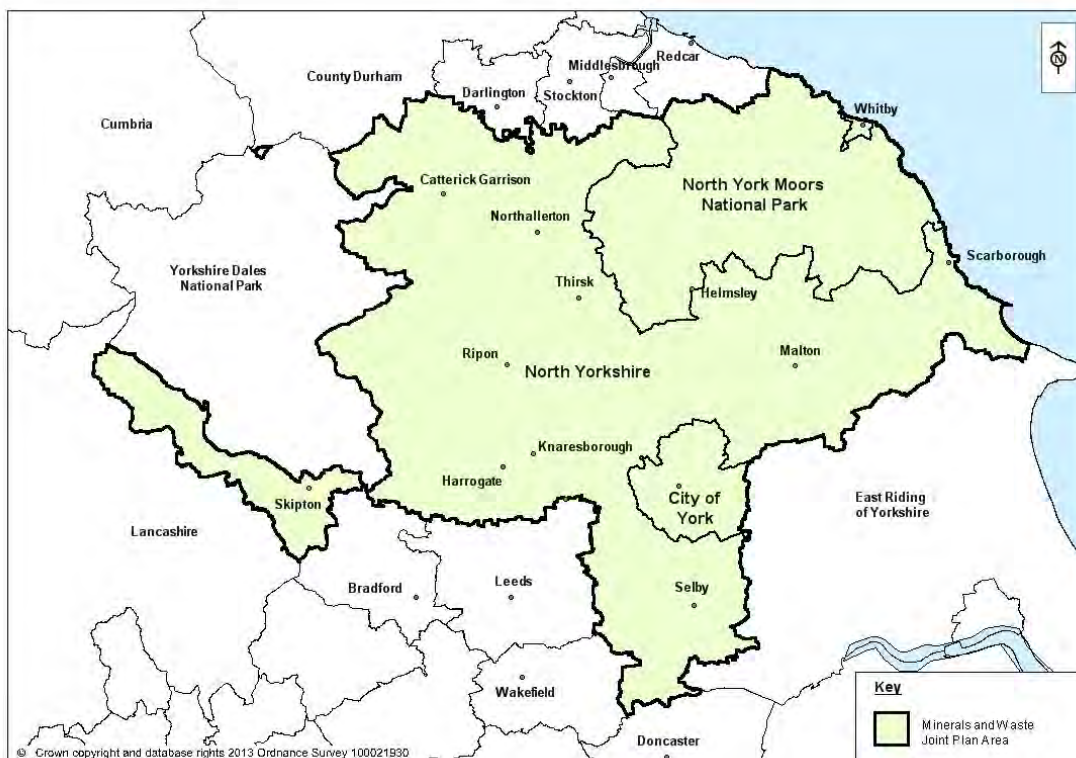 Redcar
Middlesbrough
County Durham
Stockton
Darlington
N
Cumbria
Whitby
Catterick Garrison
North York Moors
National Park
Northallerton
Scarborough
Yorkshire Dales
National Park
Thirsk
Helmsley
Ripon
North Yorkshire
Malton
Knaresborough
Harrogate
City of
York
East Riding
of Yorkshire
Skipton
Lancashire
Bradford
Leeds
Selby
Wakefield
Key
Minerals and Waste
Joint Plan Area
Doncaster
© Crown copyright and database rights 2013 Ordnance Survey 100021930